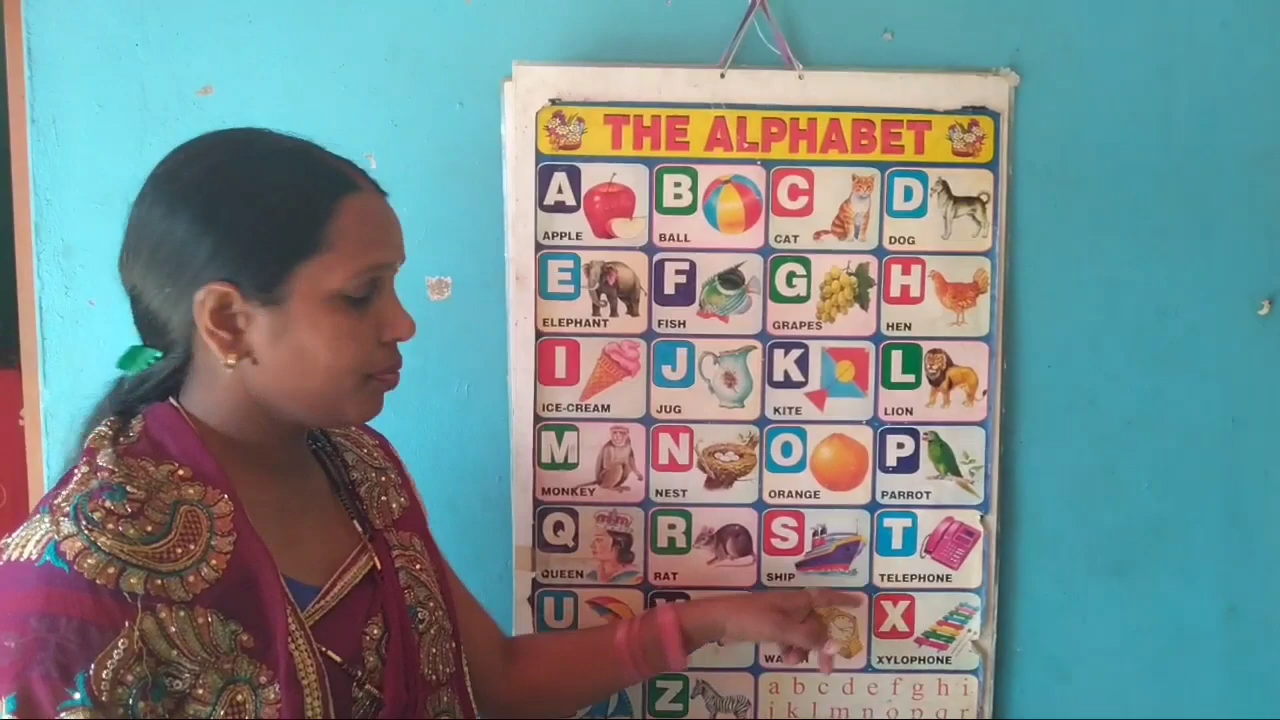 THE ALPHABET
A B C D
APPLE BALL CAT DOG
E F G H
ELEPHANT FISH GRAPES HEN
I J K L
ICE-CREAM JUG KITE LION
M N O P
MONKEY NEST ORANGE PARROT
Q R S T
QUEEN RAT SHIP TELEPHONE
U X
XYLOPHONE
Z a b c d e f g h i
j k l m n o p q r